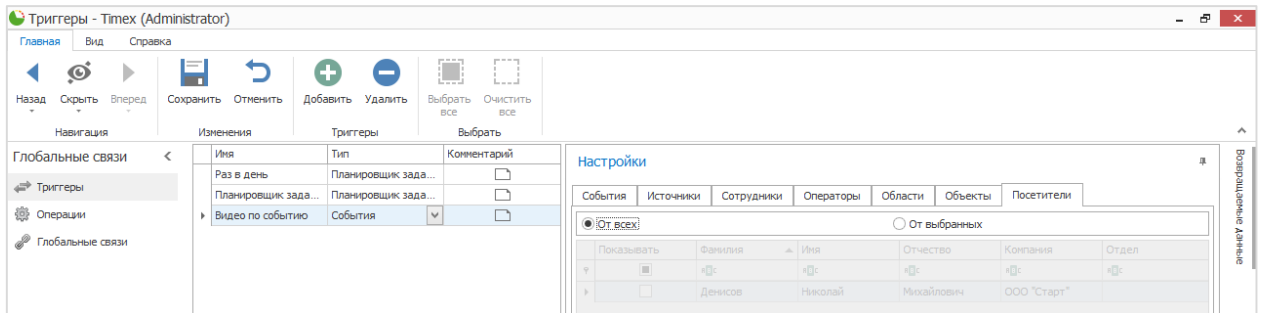 Триггеры - Timex (Administrator)
Главная Вид Справка
Назад Скрыть Вперед Сохранить Отменить Добавить Удалить Выбрать все Очистить все
Навигация Изменения Триггеры Выбрать
Глобальные связи
Триггеры
Операции
Глобальные связи
Имя Тип Комментарий
Раз в день Планировщик зада...
Планировщик зада... Планировщик зада...
Видео по событию События
Настройки
События Источники Сотрудники Операторы Области Объекты Посетители
От всех От выбранных
Показывать Фамилия Имя Отчество Компания Отдел
Денисов Николай Михайлович ООО "Старт"
Возвращаемые данные